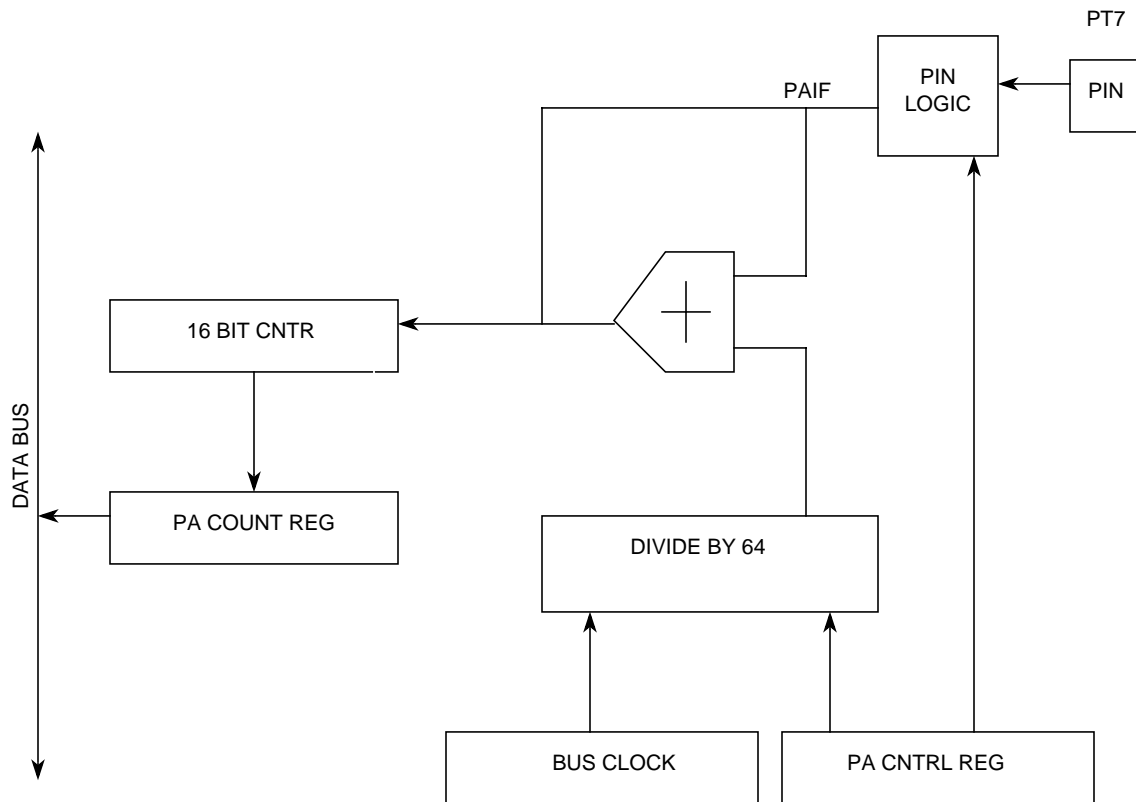 PT7
PIN
LOGIC
PIN
PAIF
16 BIT CNTR
DATA BUS
PA COUNT REG
DIVIDE BY 64
BUS CLOCK
PA CNTRL REG